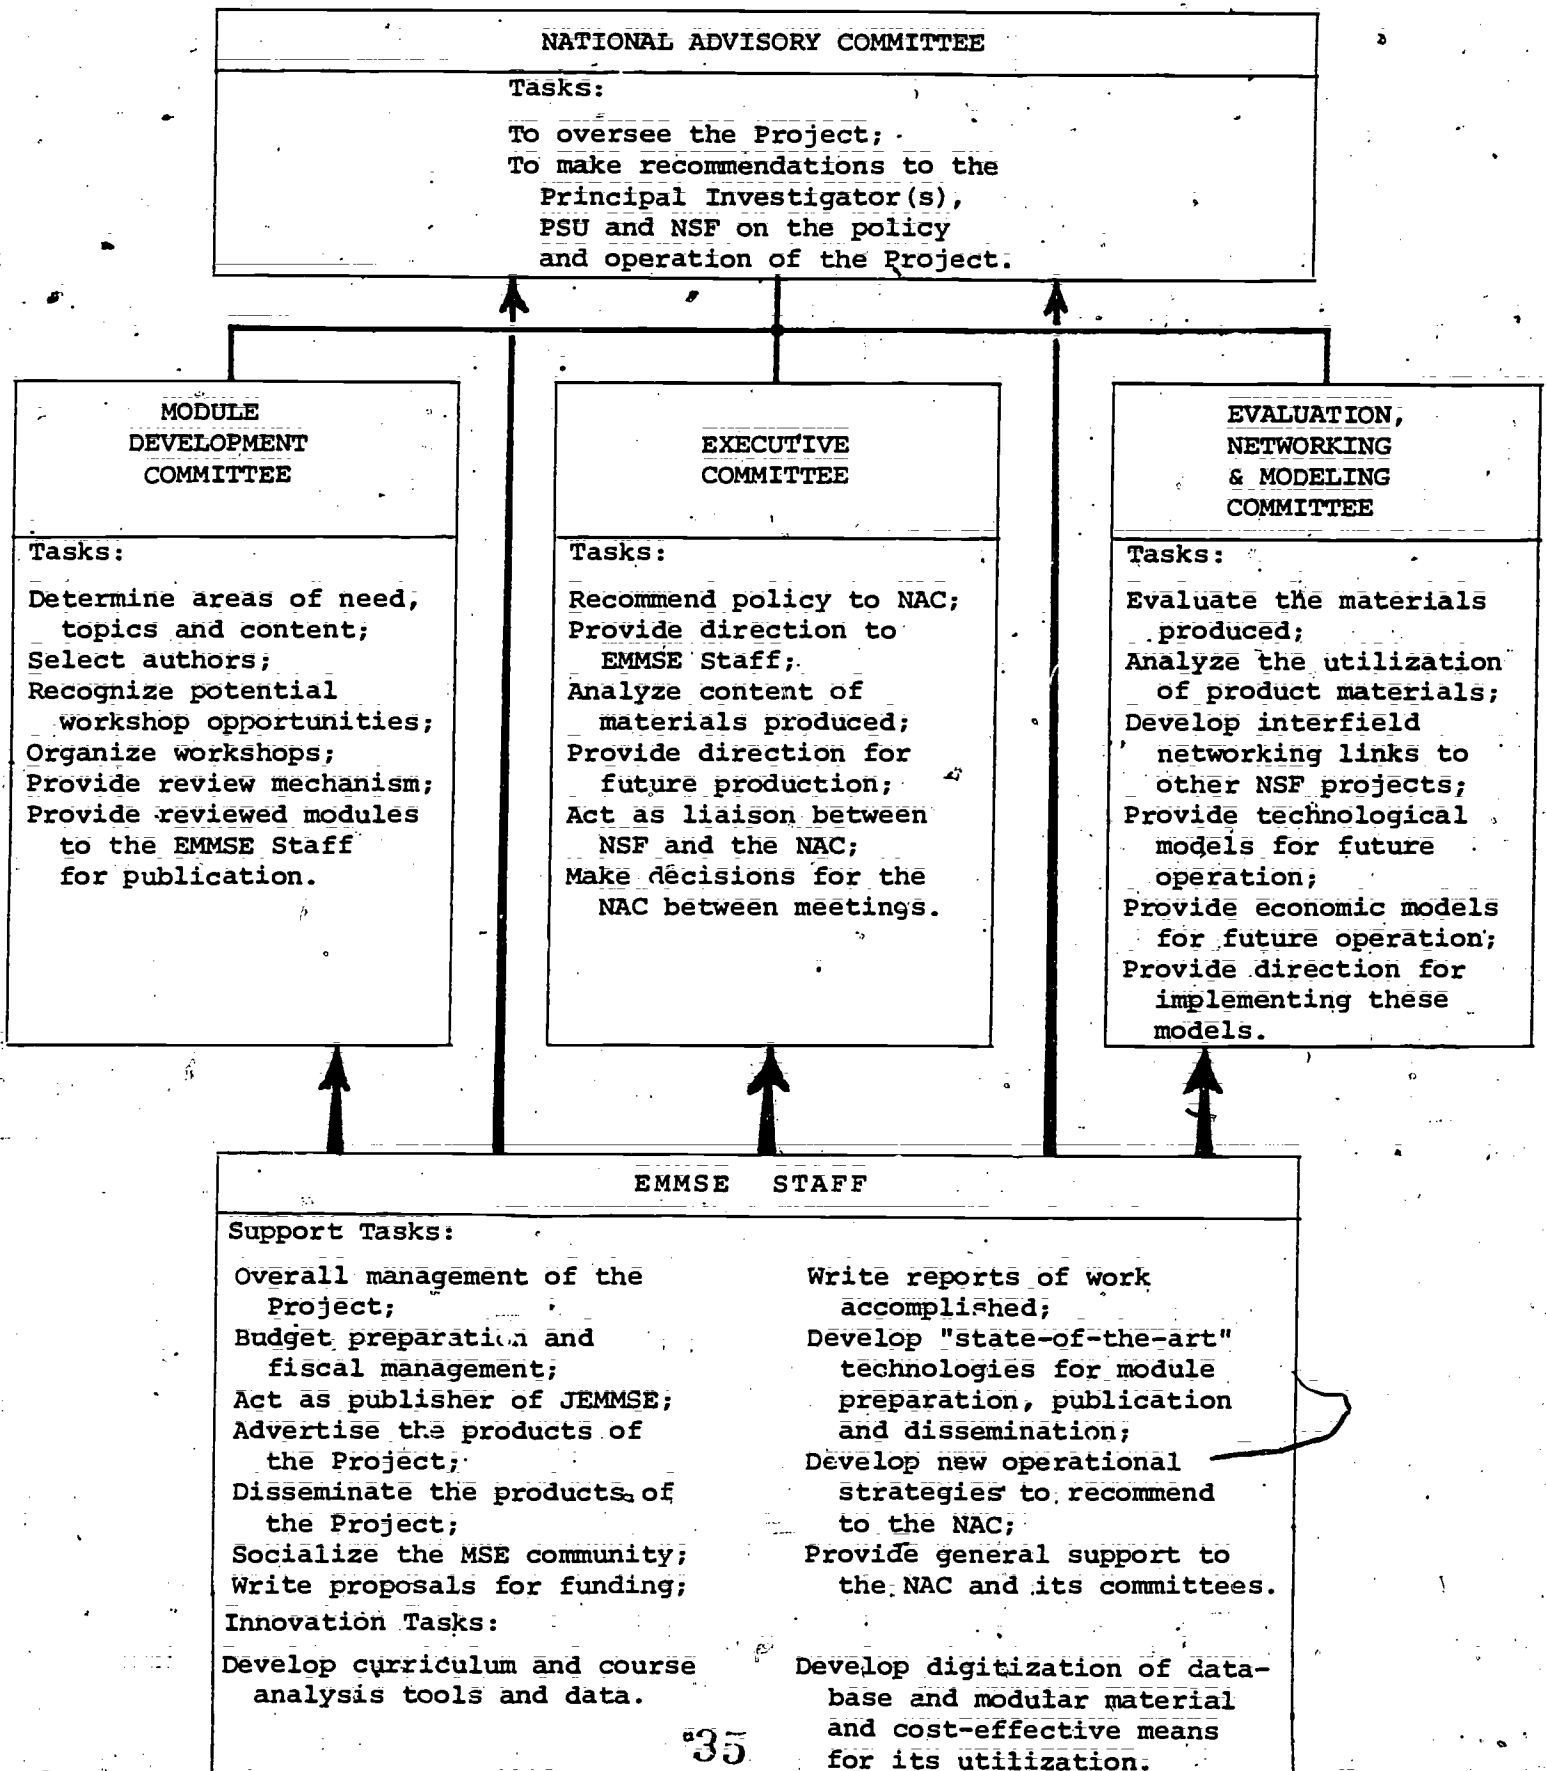 NATIONAL ADVISORY COMMITTEE
Tasks:
To oversee the Project;
To make recommendations to the
Principal Investigator(s),
PSU and NSF on the policy
and operation of the Project.
MODULE
DEVELOPMENT
COMMITTEE
Tasks:
Determine areas of need,
topics and content;
Select authors;
Recognize potential
workshop opportunities;
Organize workshops;
Provide review mechanism;
Provide reviewed modules
to the EMMSE Staff
for publication.
EXECUTIVE
COMMITTEE
Tasks:
Recommend policy to NAC;
Provide direction to
EMMSE Staff;
Analyze content of
materials produced;
Provide direction for
future production;
Act as liaison between
NSF and the NAC;
Make decisions for the
NAC between meetings.
EVALUATION,
NETWORKING
& MODELING
COMMITTEE
Tasks:
Evaluate the materials
produced;
Analyze the utilization
of product materials;
Develop interfield
networking links to
other NSF projects;
Provide technological
models for future
operation;
Provide economic models
for future operation;
Provide direction for
implementing these
models.
EMMSE STAFF
Support Tasks:
Overall management of the
Project;
Budget preparation and
fiscal management;
Act as publisher of JEMMSE;
Advertise the products of
the Project;
Disseminate the products of
the Project;
Socialize the MSE community;
Write proposals for funding;
Write reports of work
accomplished;
Develop "state-of-the-art"
technologies for module
preparation, publication
and dissemination;
Develop new operational
strategies to recommend
to the NAC;
Provide general support to
the NAC and its committees.
Innovation Tasks:
Develop curriculum and course
analysis tools and data.
Develop digitization of data-
base and modular material
and cost-effective means
for its utilization.
35